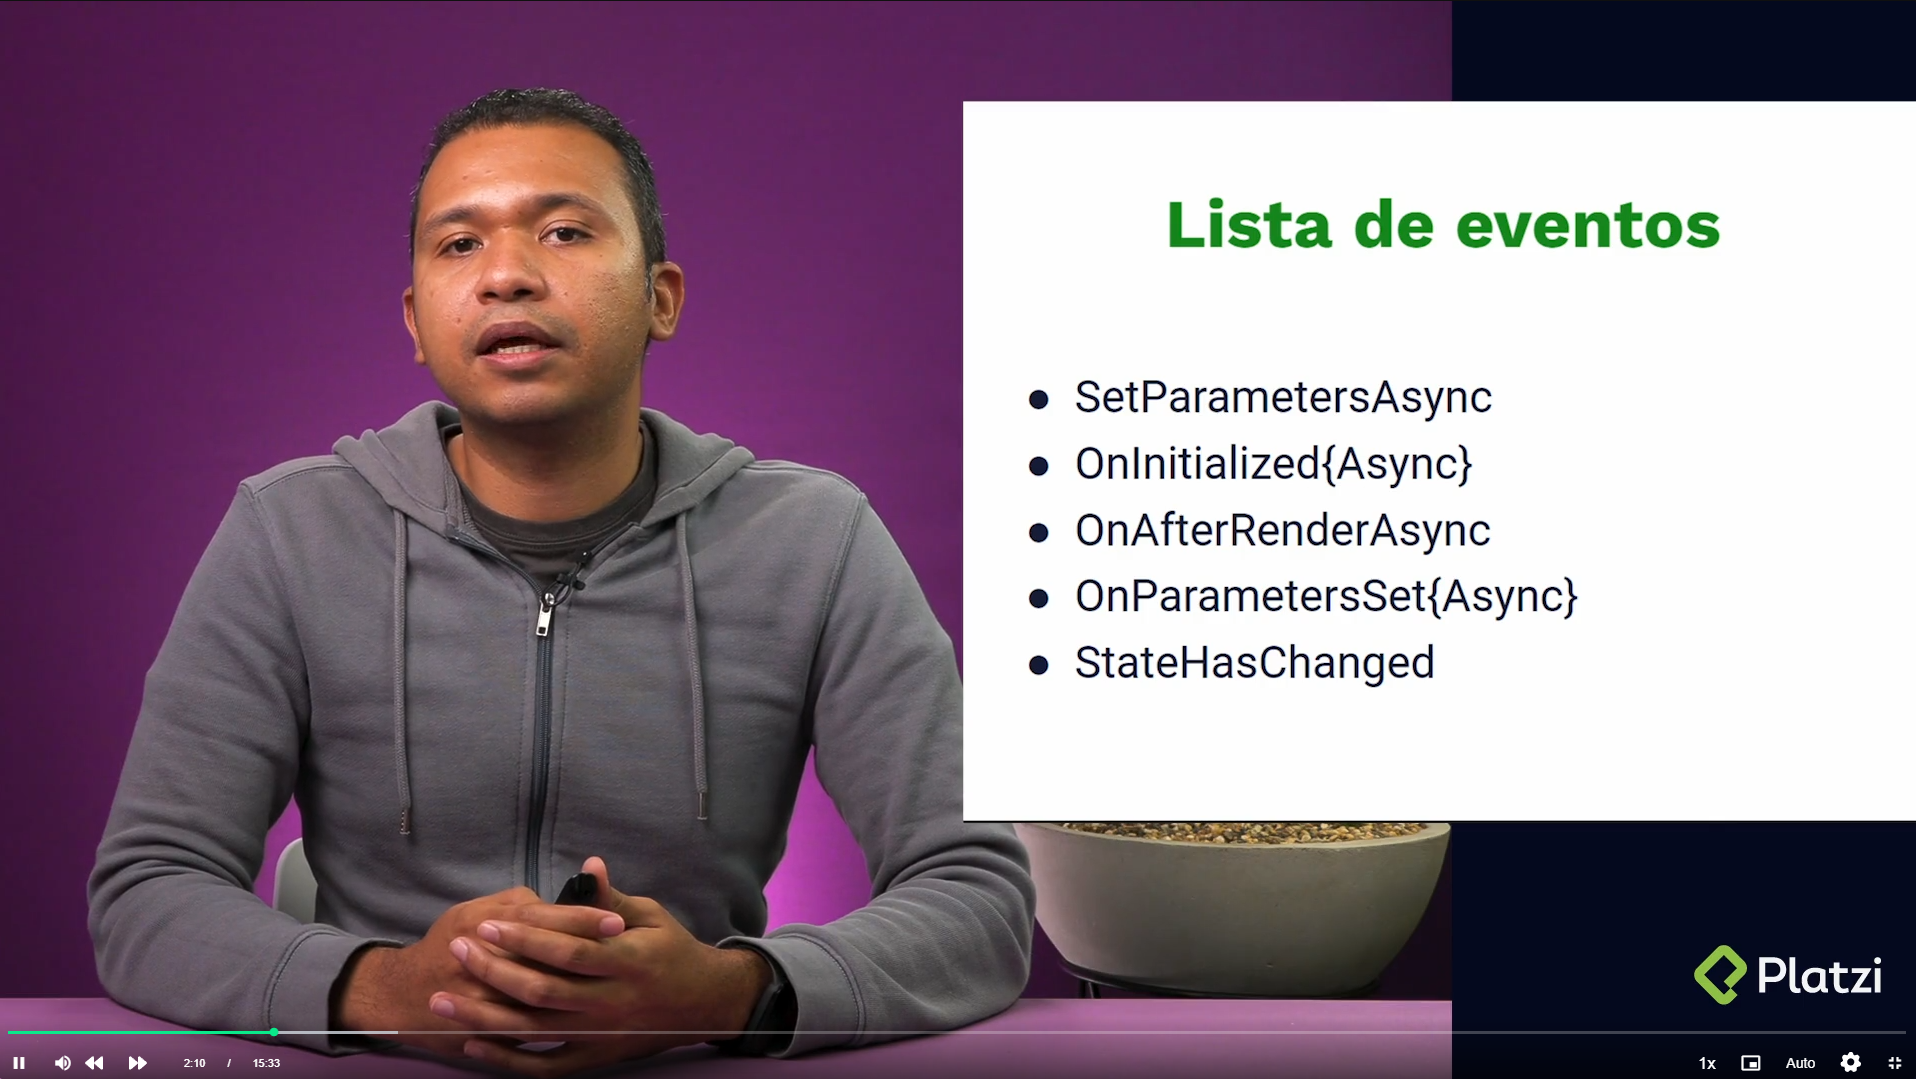 Lista de eventos
● SetParametersAsync
● OnInitialized{Async}
● OnAfterRenderAsync
● OnParametersSet{Async}
● StateHasChanged
Platzi
2:10 / 15:33
1x
Auto